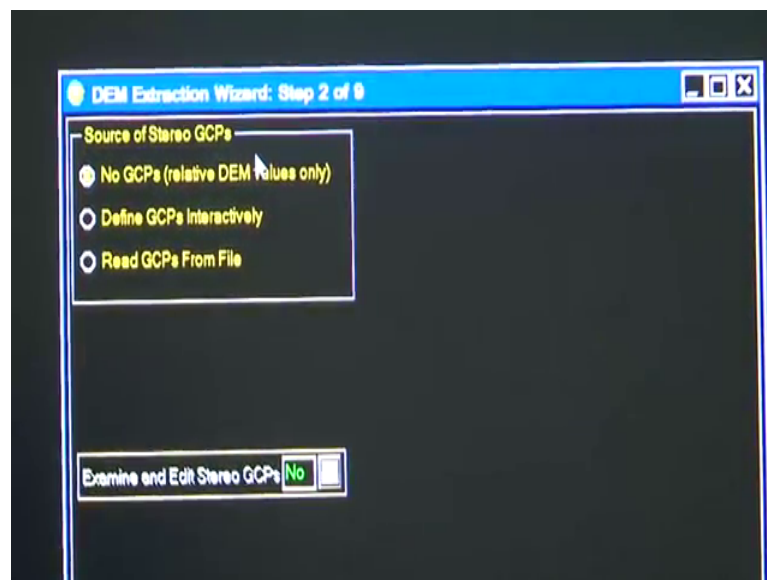 DEM Extraction Wizard: Step 2 of 9
Source of Stereo GCPs
No GCPs (relative DEM values only)
Define GCPs Interactively
Read GCPs From File
Examine and Edit Stereo GCPs No